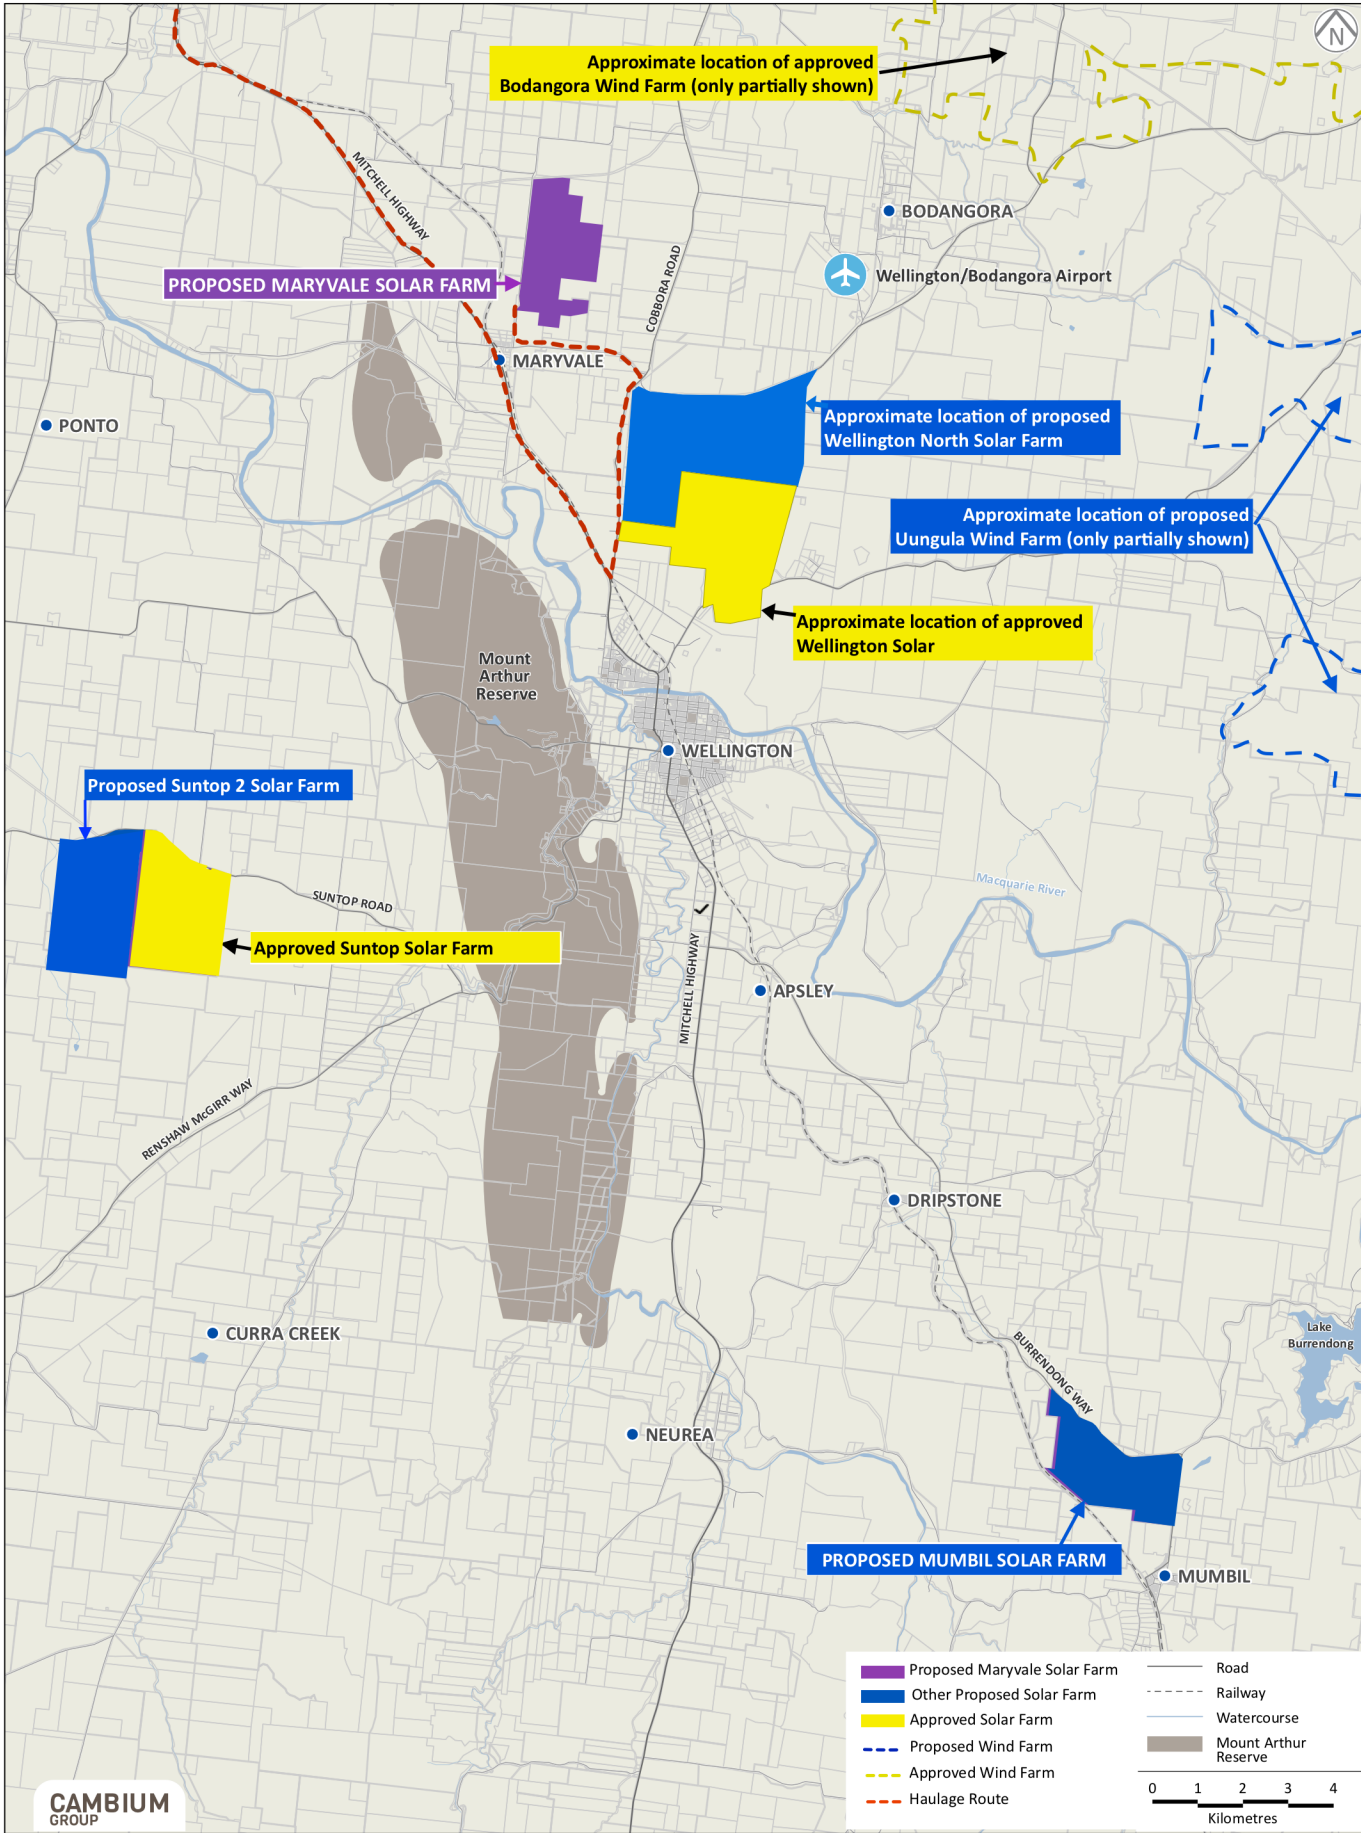 N
Approximate location of approved
Bodangora Wind Farm (only partially shown)
MITCHELL HIGHWAY
BODANGORA
Wellington/Bodangora Airport
PROPOSED MARYVALE SOLAR FARM
COBBORA ROAD
MARYVALE
PONTO
Approximate location of proposed
Wellington North Solar Farm
Approximate location of proposed
Uungula Wind Farm (only partially shown)
Approximate location of approved
Wellington Solar
Mount
Arthur
Reserve
WELLINGTON
Proposed Suntop 2 Solar Farm
SUNTOP ROAD
Macquarie River
Approved Suntop Solar Farm
MITCHELL HIGHWAY
APSLEY
RENSHAW McGIRR WAY
DRIPSTONE
CURRA CREEK
Lake
Burrendong
BURRENDONG WAY
NEUREA
PROPOSED MUMBIL SOLAR FARM
MUMBIL
Proposed Maryvale Solar Farm
Other Proposed Solar Farm
Approved Solar Farm
Proposed Wind Farm
Approved Wind Farm
Haulage Route
Road
Railway
Watercourse
Mount Arthur
Reserve
0 1 2 3 4
Kilometres
CAMBIUM
GROUP